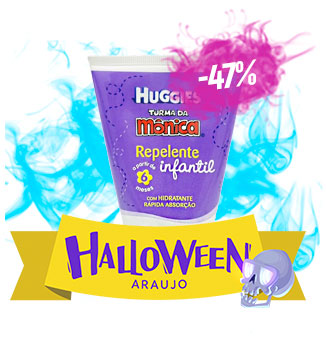 -47%
HUGGIES
TURMA DA
MÔNICA
Repelente
infantil
a partir de
6
meses
COM HIDRATANTE
RÁPIDA ABSORÇÃO
HALLOWEEN
ARAUJO